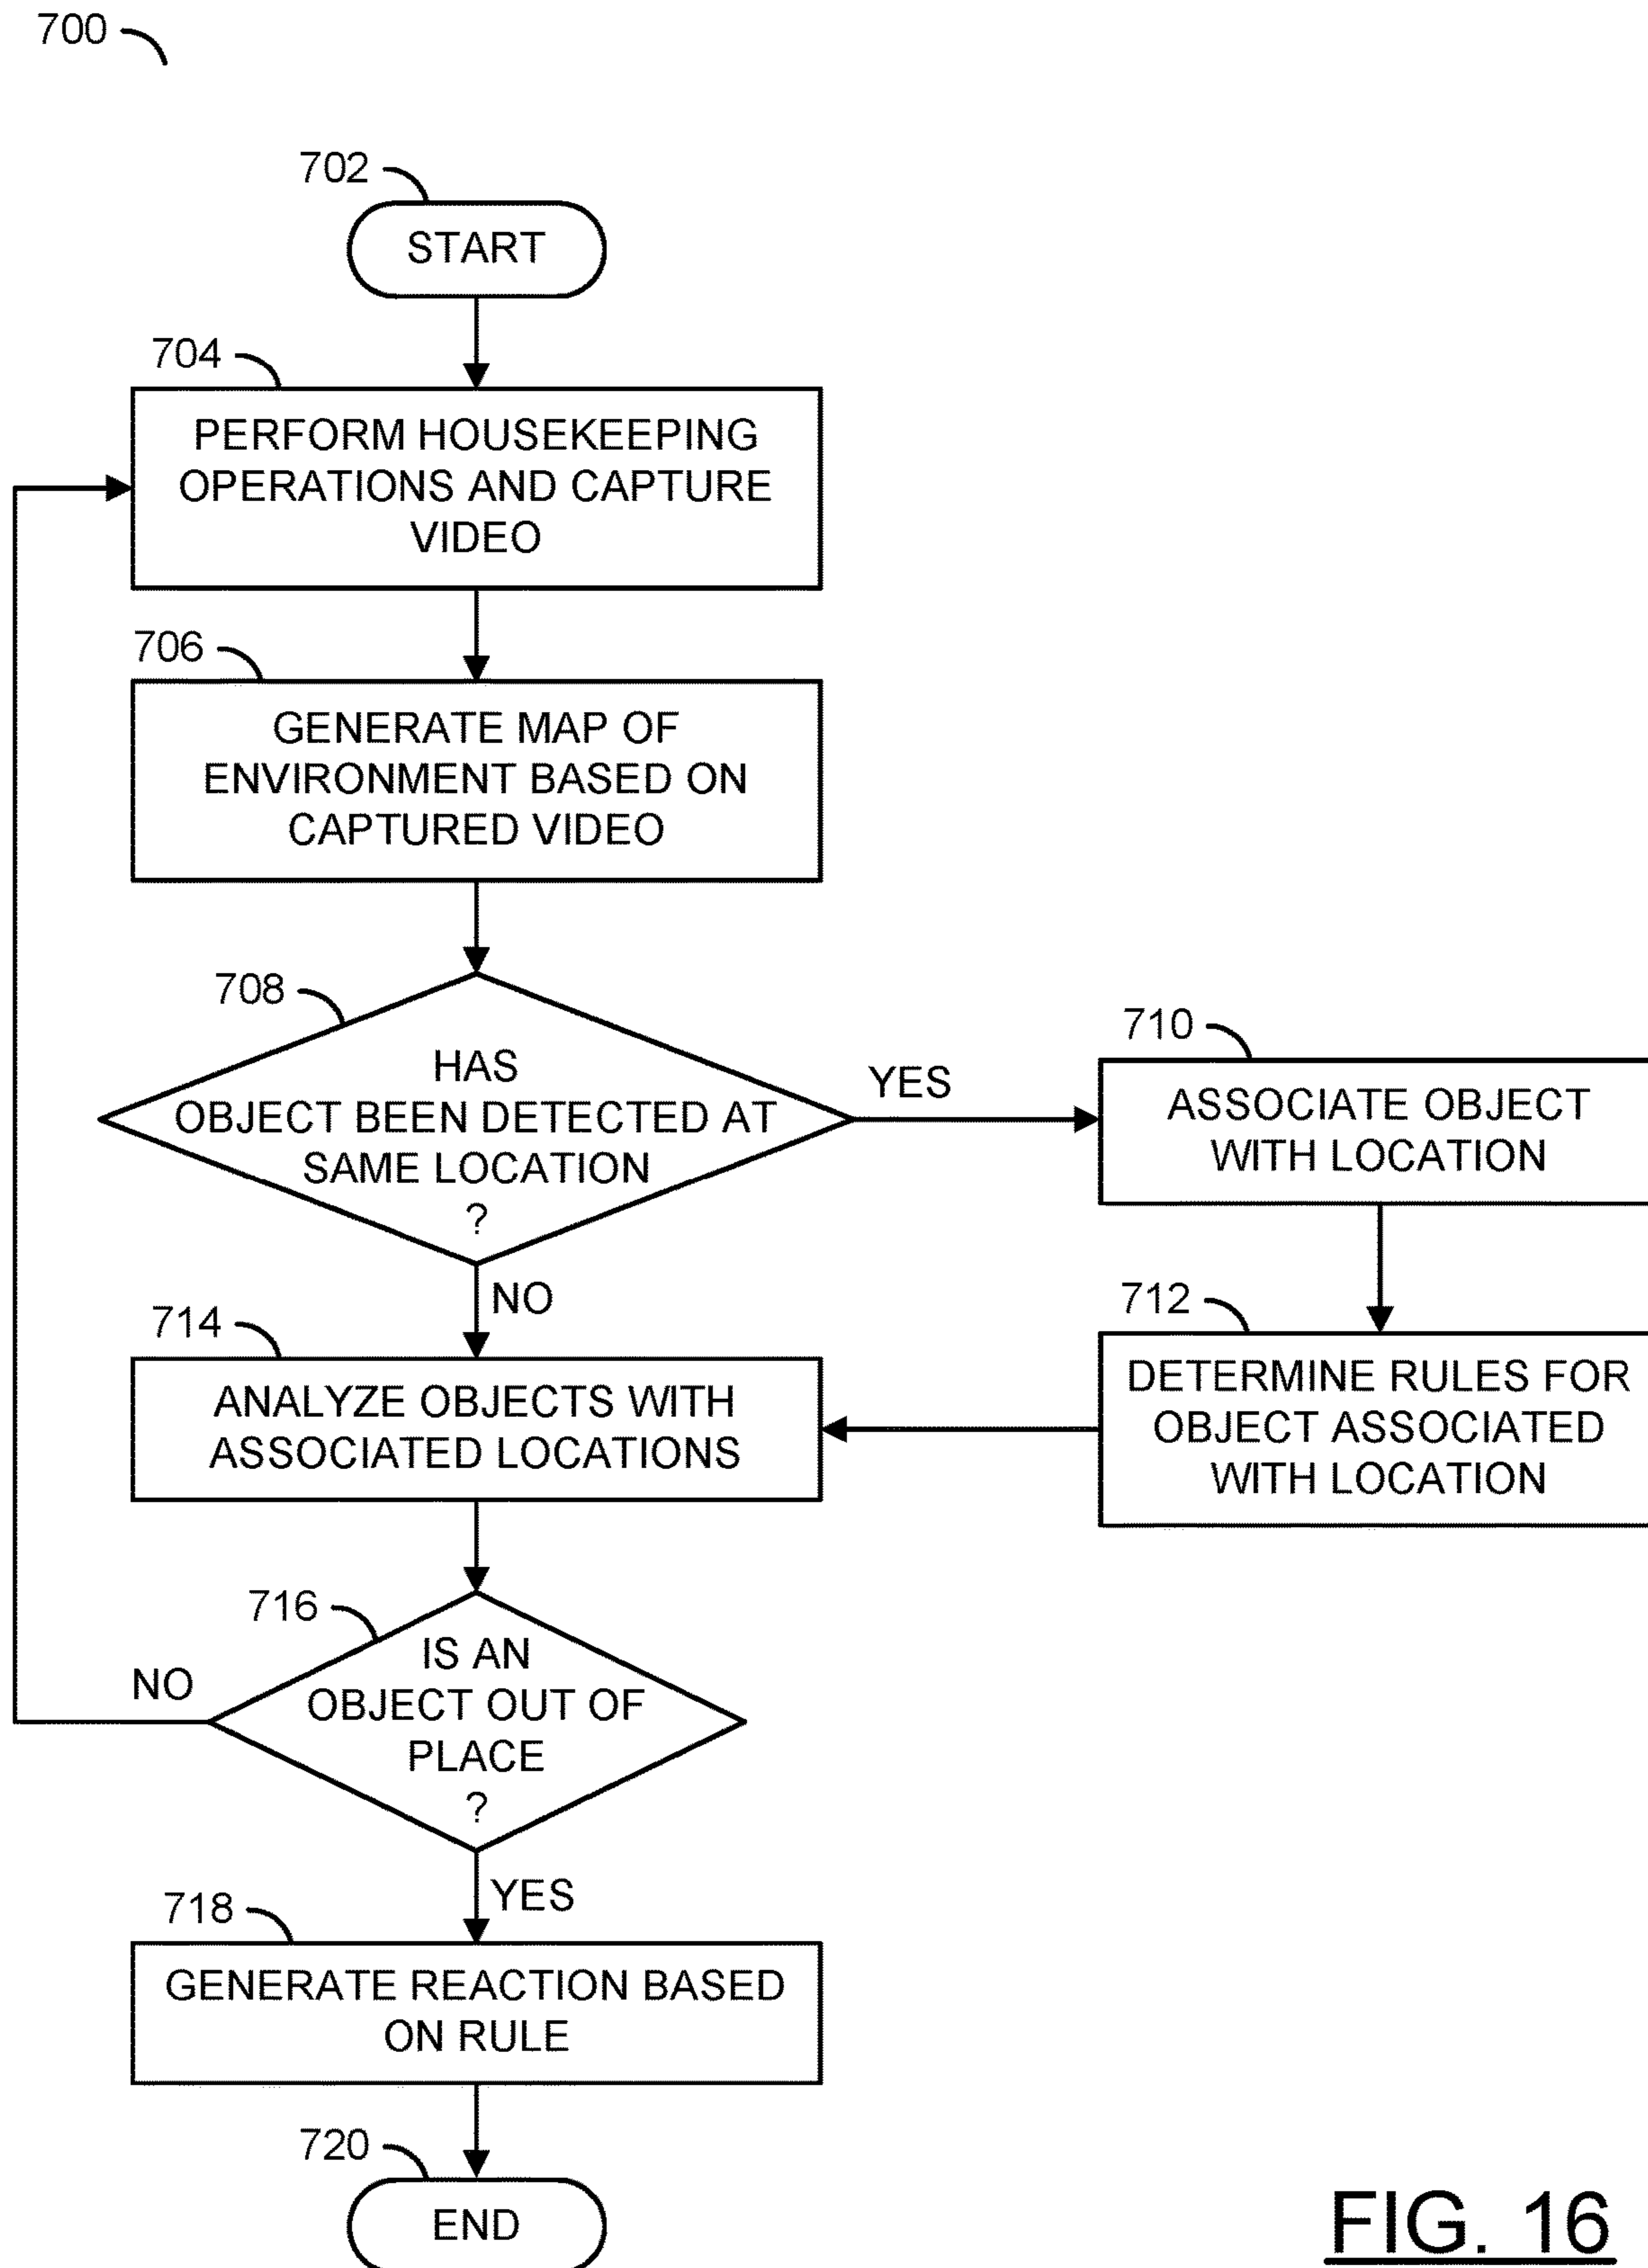 700
702
START
704
PERFORM HOUSEKEEPING
OPERATIONS AND CAPTURE
VIDEO
706
GENERATE MAP OF
ENVIRONMENT BASED ON
CAPTURED VIDEO
708
HAS
OBJECT BEEN DETECTED AT
SAME LOCATION
?
YES
710
ASSOCIATE OBJECT
WITH LOCATION
NO
712
DETERMINE RULES FOR
OBJECT ASSOCIATED
WITH LOCATION
714
ANALYZE OBJECTS WITH
ASSOCIATED LOCATIONS
716
IS AN
OBJECT OUT OF
PLACE
?
NO
YES
718
GENERATE REACTION BASED
ON RULE
720
END
FIG. 16